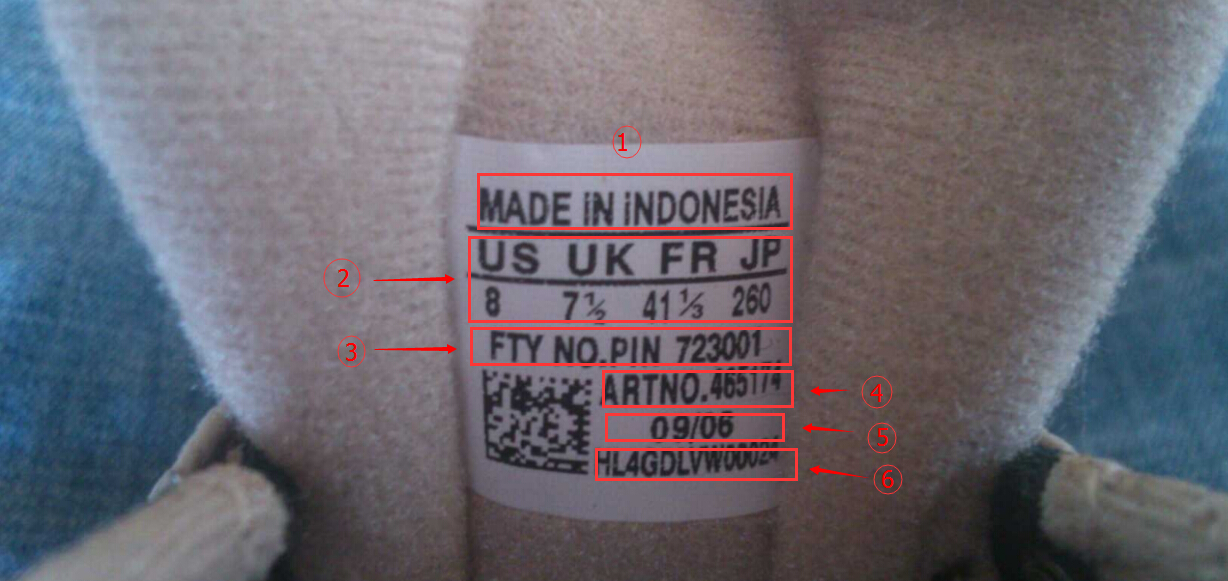 ①
MADE iN iNDONESIA
US UK FR JP
②
8 7½ 41⅓ 260
③ FTY NO.PIN 723001
ARTNO.465174 ④
09/06 ⑤
⑥